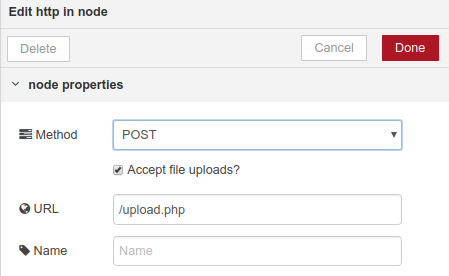 Edit http in node
Delete Cancel Done
node properties
Method POST
Accept file uploads?
URL /upload.php
Name Name